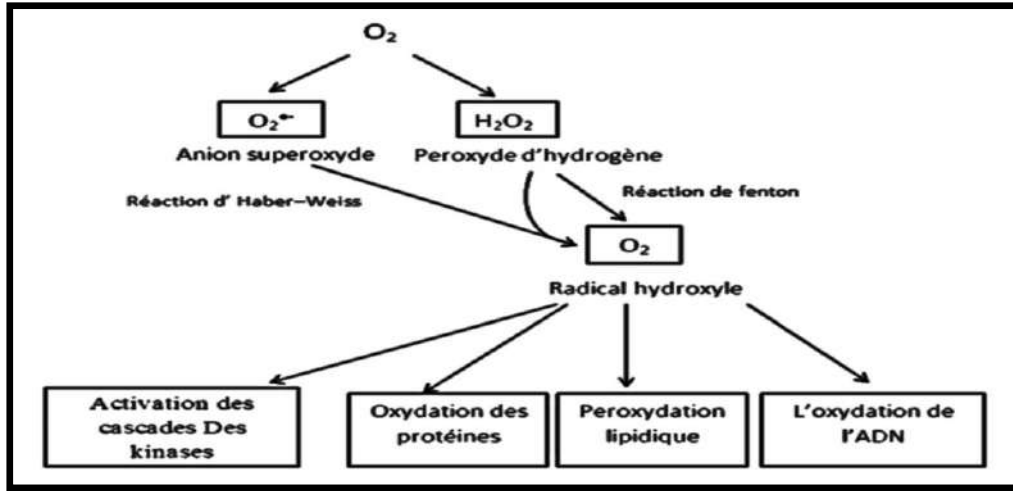 O₂
O₂•-
H₂O₂
Anion superoxyde
Peroxyde d'hydrogène
Réaction d' Haber–Weiss
Réaction de fenton
O₂
Radical hydroxyle
Activation des
cascades Des
kinases
Oxydation des
protéines
Peroxydation
lipidique
L'oxydation de
l'ADN